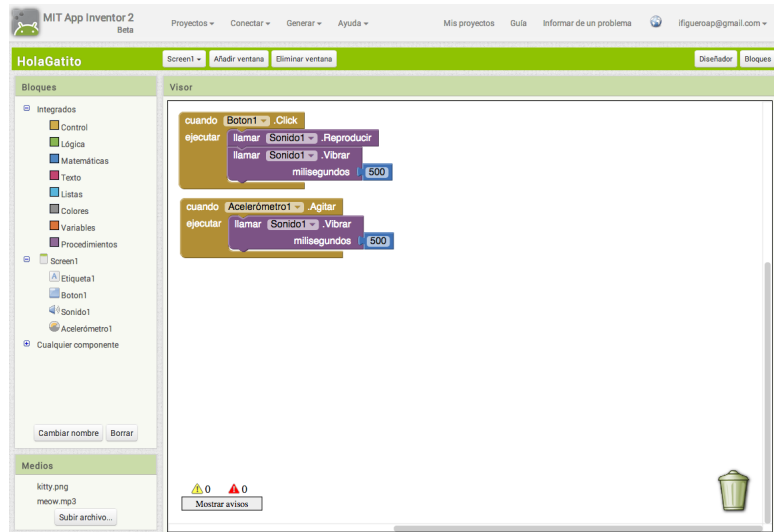 MIT App Inventor 2
Beta
Proyectos Conectar Generar Ayuda Mis proyectos Guía Informar de un problema ifigueroap@gmail.com
HolaGatito
Screen1 Añadir ventana Eliminar ventana Diseñador Bloques
Bloques
Integrados
Control
Lógica
Matemáticas
Texto
Listas
Colores
Variables
Procedimientos
Screen1
Etiqueta1
Boton1
Sonido1
Acelerómetro1
Cualquier componente
Cambiar nombre Borrar
Medios
kitty.png
meow.mp3
Subir archivo...
Visor
cuando Boton1 .Click
ejecutar llamar Sonido1 .Reproducir
llamar Sonido1 .Vibrar
milisegundos 500
cuando Acelerómetro1 .Agitar
ejecutar llamar Sonido1 .Vibrar
milisegundos 500
0 0
Mostrar avisos